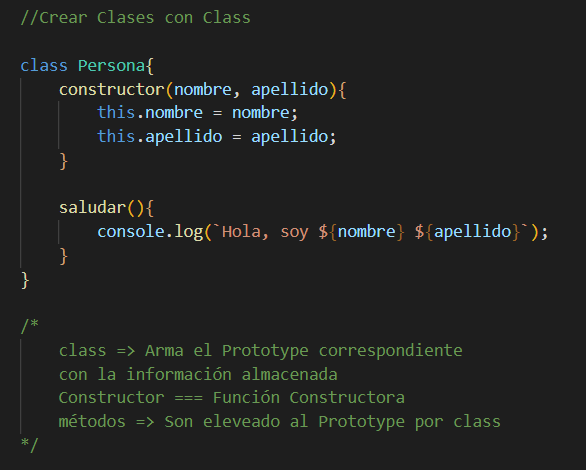 //Crear Clases con Class
class Persona{
constructor(nombre, apellido){
this.nombre = nombre;
this.apellido = apellido;
}
saludar(){
console.log(`Hola, soy ${nombre} ${apellido}`);
}
}
/*
class => Arma el Prototype correspondiente
con la información almacenada
Constructor === Función Constructora
métodos => Son eleveado al Prototype por class
*/